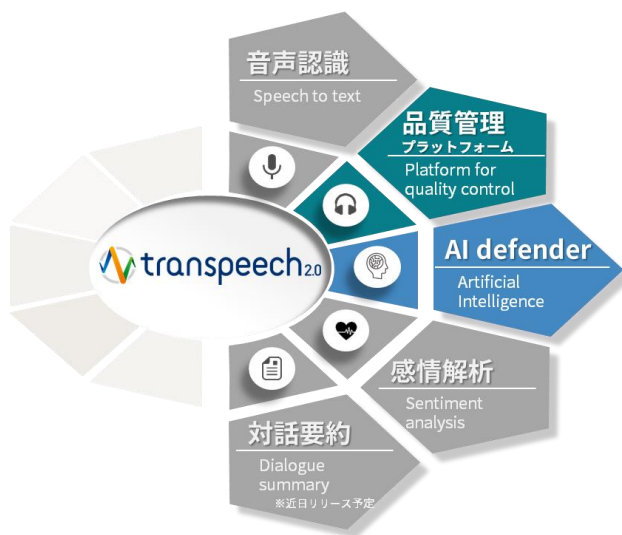 音声認識
Speech to text
品質管理
プラットフォーム
Platform for
quality control
transpeech 2.0
AI defender
Artificial
Intelligence
感情解析
Sentiment
analysis
対話要約
Dialogue
summary
※近日リリース予定